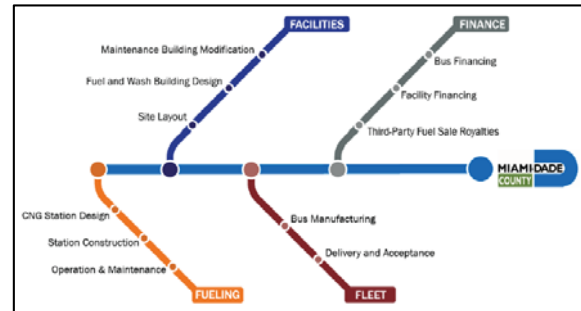 FACILITIES
FINANCE
Maintenance Building Modification
Bus Financing
Fuel and Wash Building Design
Facility Financing
Site Layout
Third-Party Fuel Sale Royalties
MIAMI-DADE
COUNTY
CNG Station Design
Bus Manufacturing
Station Construction
Delivery and Acceptance
Operation & Maintenance
FUELING
FLEET